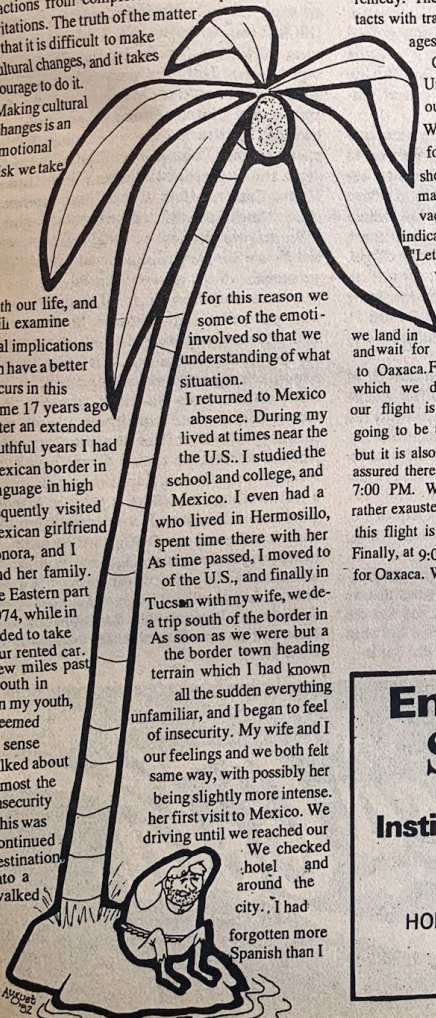 actions from
itations. The truth of the matter
that it is difficult to make
ultural changes, and it takes
ourage to do it.
Making cultural
hanges is an
motional
isk we take
th our life, and for this reason we
ill examine some of the emoti-
al implications involved so that we
n have a better understanding of what
curs in this situation.
me 17 years ago I returned to Mexico
ter an extended absence. During my
uthful years I had lived at times near the
exican border in the U.S.. I studied the
nguage in high school and college, and
quently visited Mexico. I even had a
exican girlfriend who lived in Hermosillo,
nora, and I spent time there with her
nd her family. As time passed, I moved to
e Eastern part of the U.S., and finally in
974, while in Tucsan with my wife, we de-
ded to take a trip south of the border in
ur rented car. As soon as we were but a
ew miles past the border town heading
outh in terrain which I had known
n my youth, all the sudden everything
eemed unfamiliar, and I began to feel
sense of insecurity. My wife and I
lked about our feelings and we both felt
most the same way, with possibly her
nsecurity being slightly more intense.
his was her first visit to Mexico. We
ontinued driving until we reached our
estination We checked
nto a hotel and
walked around the
city. I had
forgotten more
Spanish than I
August '92
tacts with tra
ages
ou
W
fo
sho
ma
vac
indica
"Let
we land in
and wait for
to Oaxaca. F
which we d
our flight is
going to be
but it is also
assured there
7:00 PM. W
rather exauste
this flight is
Finally, at 9:0
for Oaxaca. W
En
S
Insti
HO